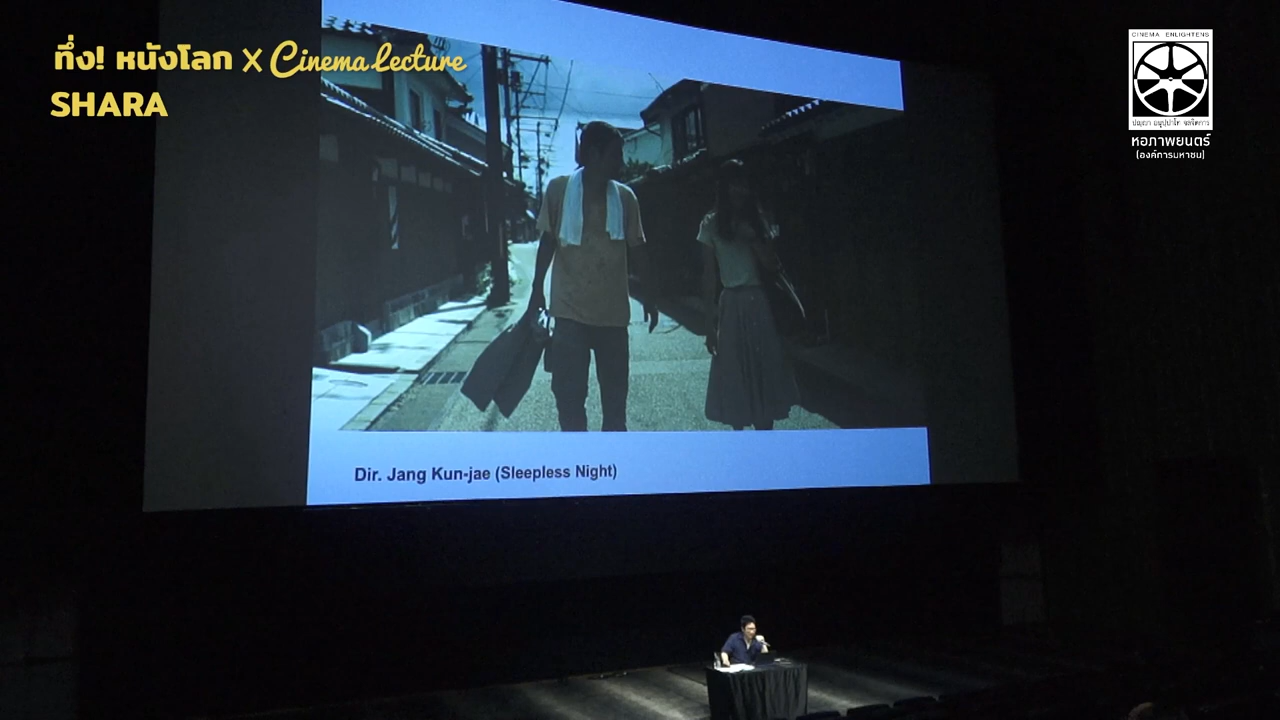 ทึ่ง! หนังโลก X Cinema Lecture
SHARA
CINEMA ENLIGHTENS
หอภาพยนตร์
(องค์การมหาชน)
Dir. Jang Kun-jae (Sleepless Night)